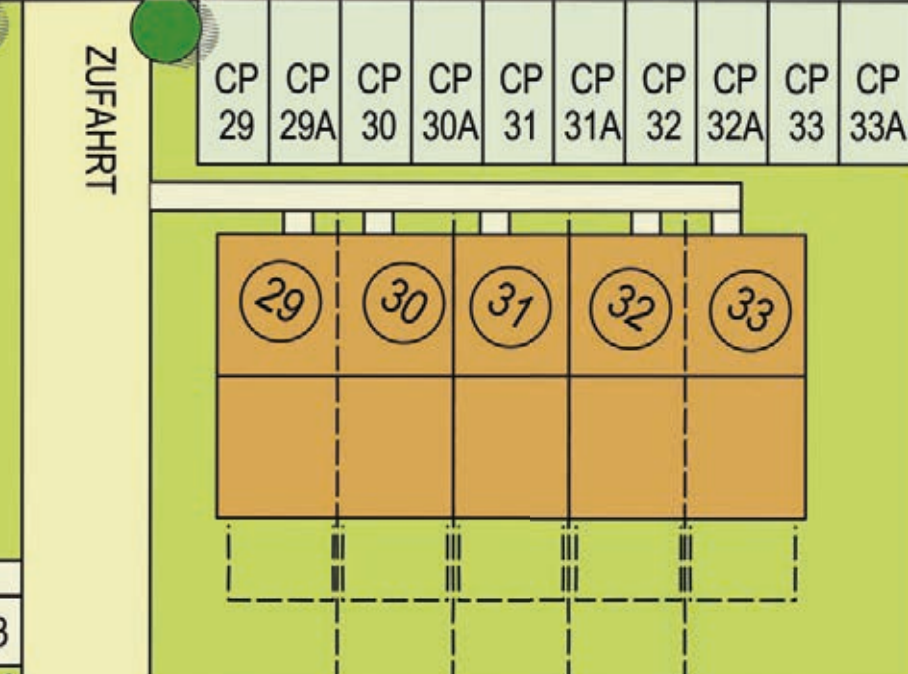 ZUFAHRT
CP 29
CP 29A
CP 30
CP 30A
CP 31
CP 31A
CP 32
CP 32A
CP 33
CP 33A
29
30
31
32
33